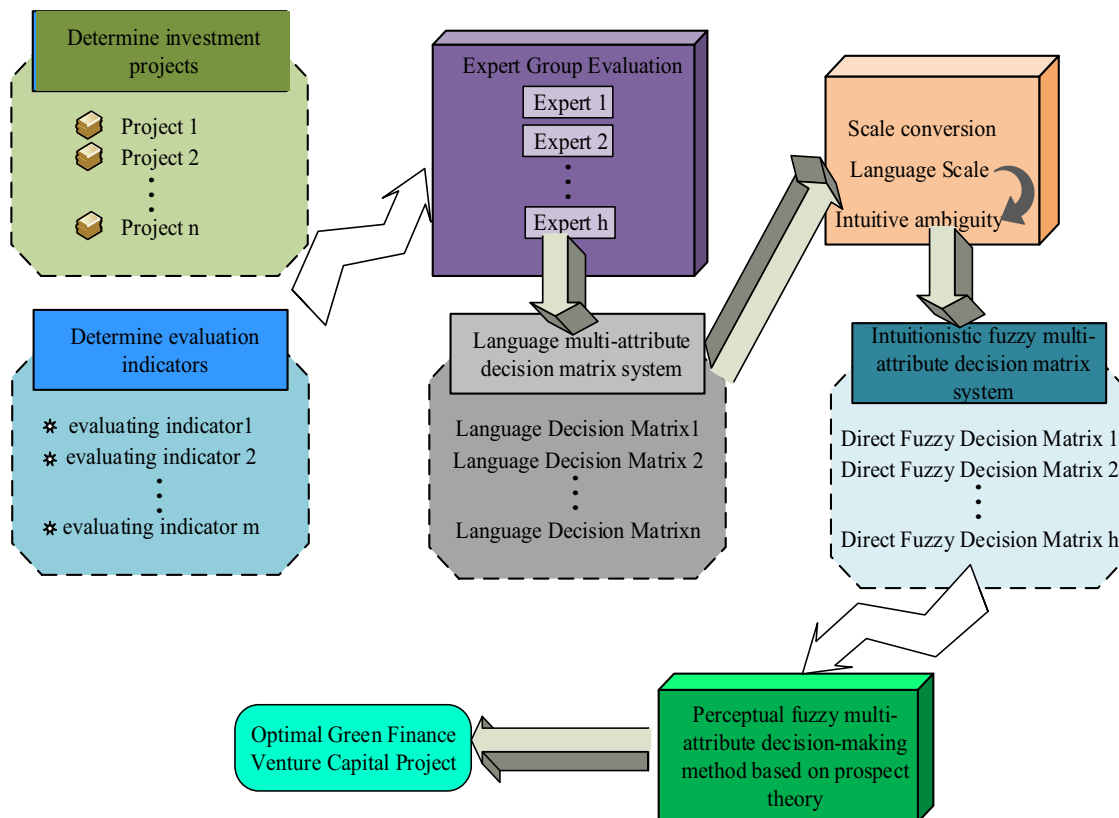 Determine investment
projects
Project 1
Project 2
Project n
Determine evaluation
indicators
evaluating indicator1
evaluating indicator 2
evaluating indicator m
Expert Group Evaluation
Expert 1
Expert 2
Expert h
Language multi-attribute
decision matrix system
Language Decision Matrix1
Language Decision Matrix 2
Language Decision Matrixn
Scale conversion
Language Scale
Intuitive ambiguity
Intuitionistic fuzzy multi-
attribute decision matrix
system
Direct Fuzzy Decision Matrix 1
Direct Fuzzy Decision Matrix 2
Direct Fuzzy Decision Matrix h
Perceptual fuzzy multi-
attribute decision-making
method based on prospect
theory
Optimal Green Finance
Venture Capital Project